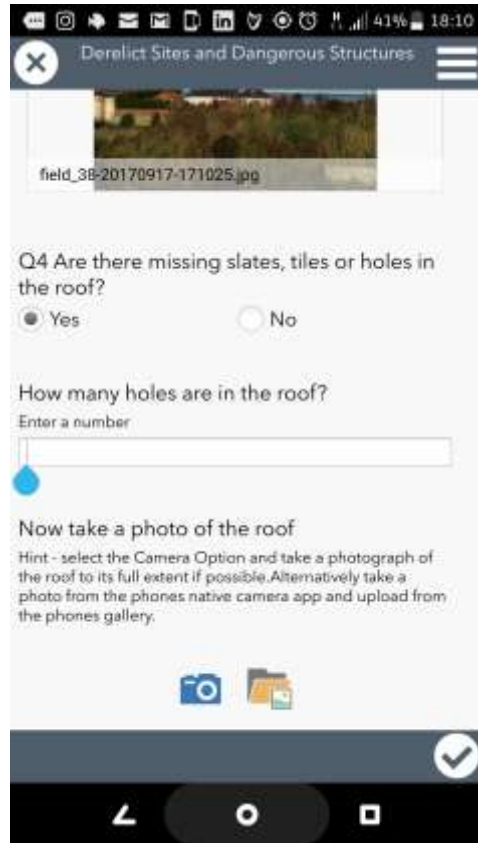 41% 18:10
Derelict Sites and Dangerous Structures
field_38-20170917-171025.jpg
Q4 Are there missing slates, tiles or holes in
the roof?
Yes No
How many holes are in the roof?
Enter a number
Now take a photo of the roof
Hint - select the Camera Option and take a photograph of
the roof to its full extent if possible.Alternatively take a
photo from the phones native camera app and upload from
the phones gallery.